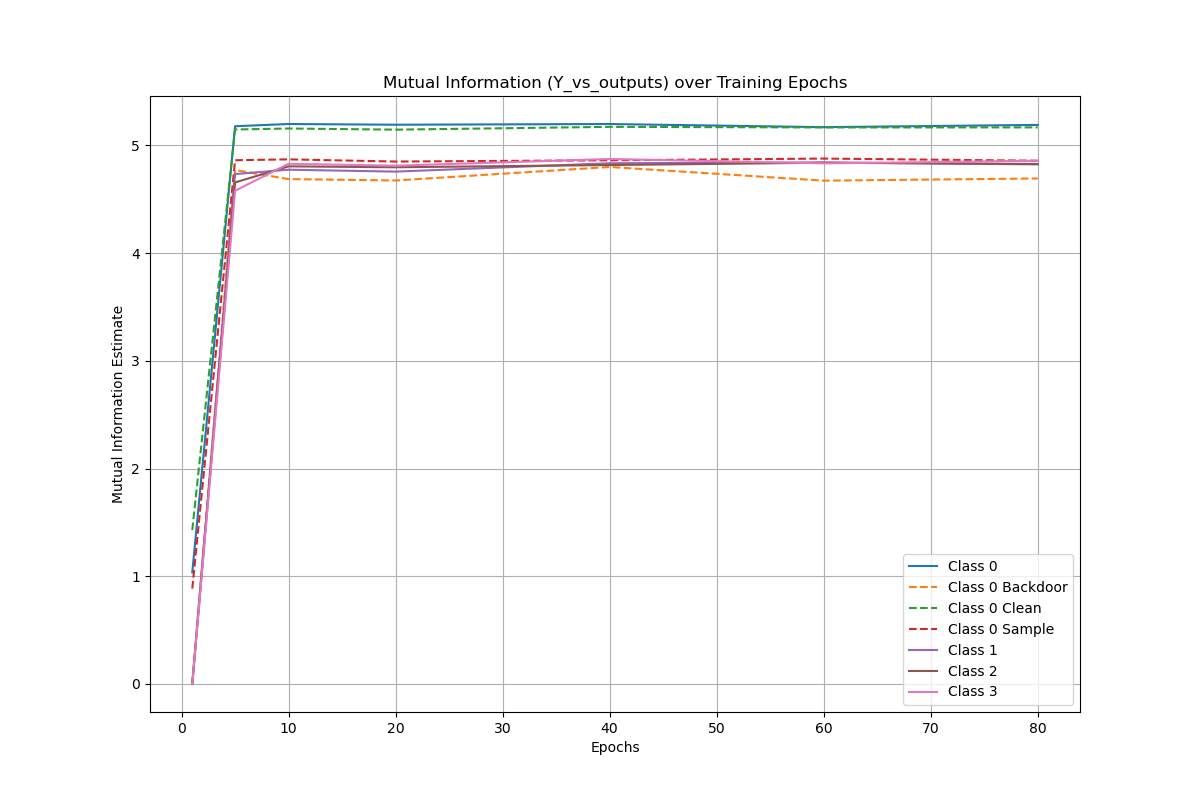 Mutual Information (Y_vs_outputs) over Training Epochs
Mutual Information Estimate
5
4
3
2
1
0
0 10 20 30 40 50 60 70 80
Epochs
Class 0
Class 0 Backdoor
Class 0 Clean
Class 0 Sample
Class 1
Class 2
Class 3